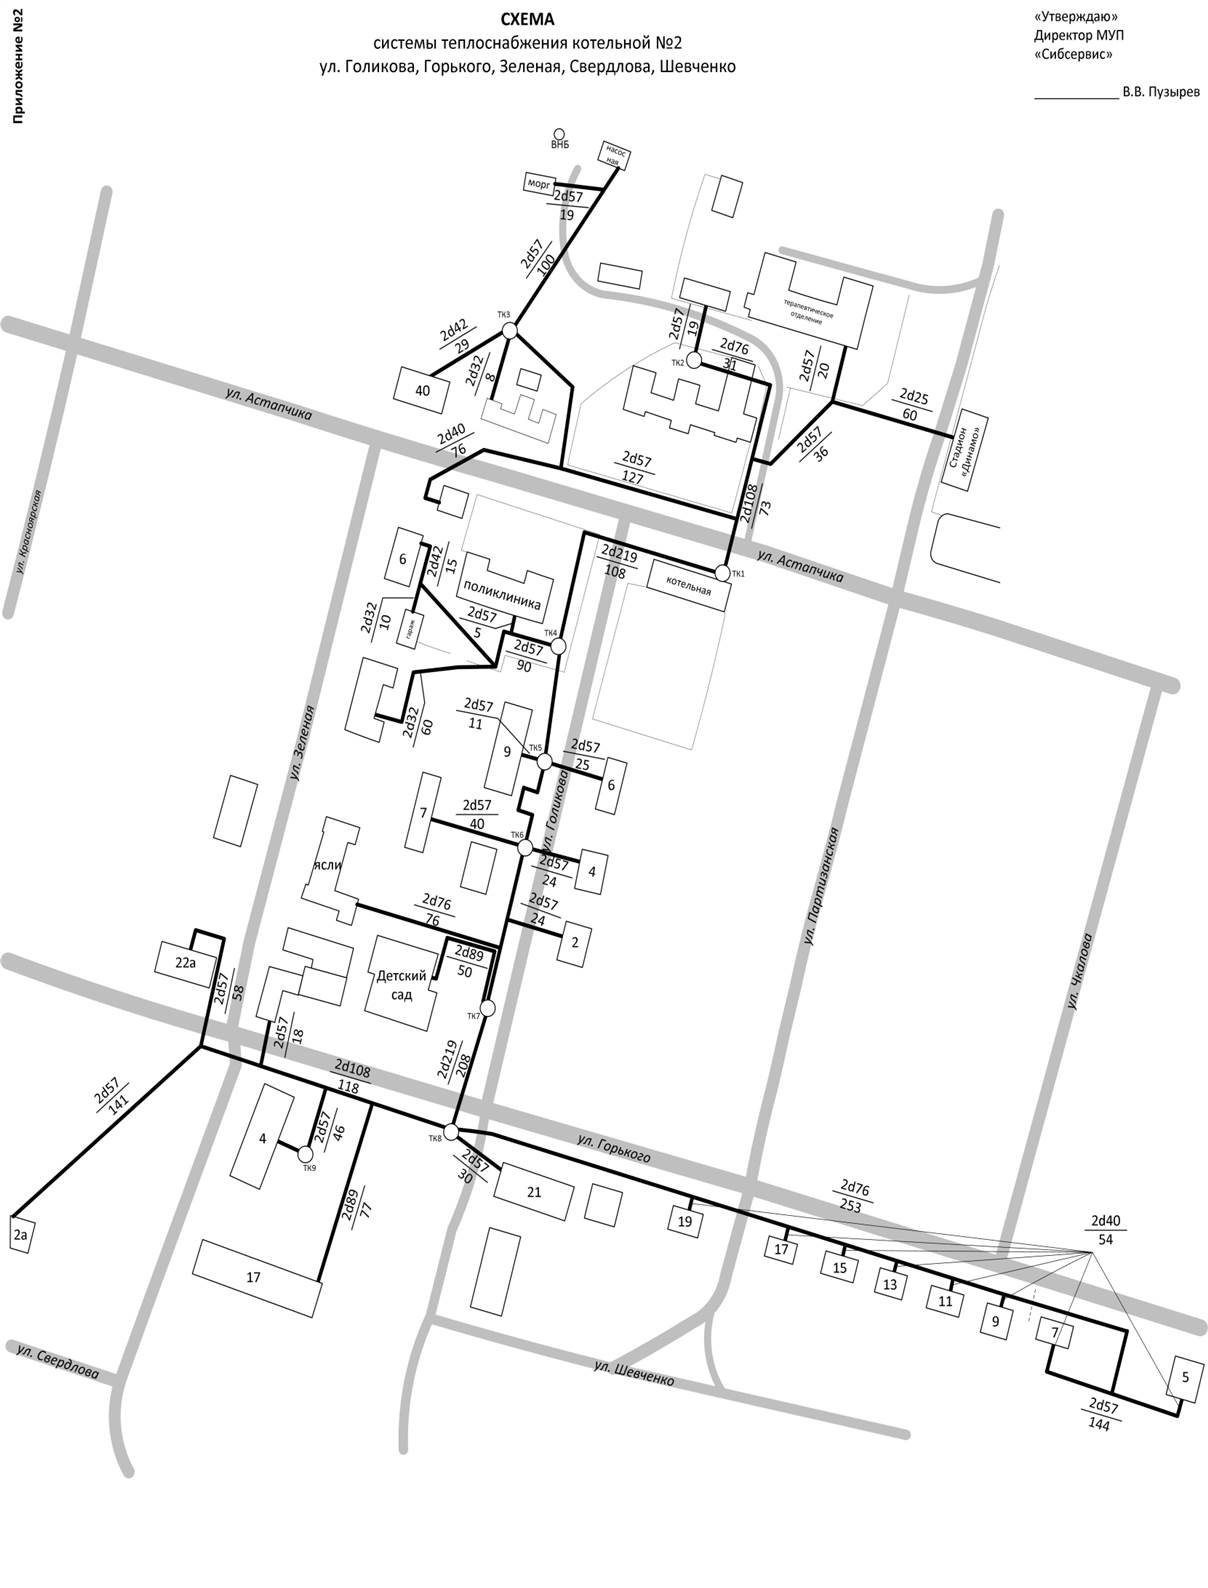 Приложение №2
СХЕМА
системы теплоснабжения котельной №2
ул. Голикова, Горького, Зеленая, Свердлова, Шевченко
«Утверждаю»
Директор МУП
«Сибсервис»
____________ В.В. Пузырев
ВНБ
насос
ная
морг
2d57
19
2d57
100
ТК3
2d42
29
2d32
8
40
2d57
19
ТК2
2d76
31
терапевтическое
отделение
2d57
20
2d25
60
Стадион
«Динамо»
2d57
36
ул. Астапчика
2d40
76
2d57
127
2d108
73
ул. Красноярская
6
2d42
15
поликлиника
2d219
108
котельная
ТК1
ул. Астапчика
2d32
10
гараж
2d57
5
ТК4
2d57
90
2d32
60
ул. Зеленая
2d57
11
9
ТК5
2d57
25
6
7
2d57
40
ТК6
ул. Голикова
2d57
24
4
ясли
2d76
76
2d57
24
2
ул. Партизанская
ул. Чкалова
22а
2d57
58
Детский
сад
2d89
50
ТК7
2d57
18
2d219
208
2d108
118
2d57
141
4
2d57
46
ТК9
ТК8
2d57
30
ул. Горького
21
2d89
77
2а
17
19
2d76
253
2d40
54
17
15
13
11
9
7
5
2d57
144
ул. Свердлова
ул. Шевченко